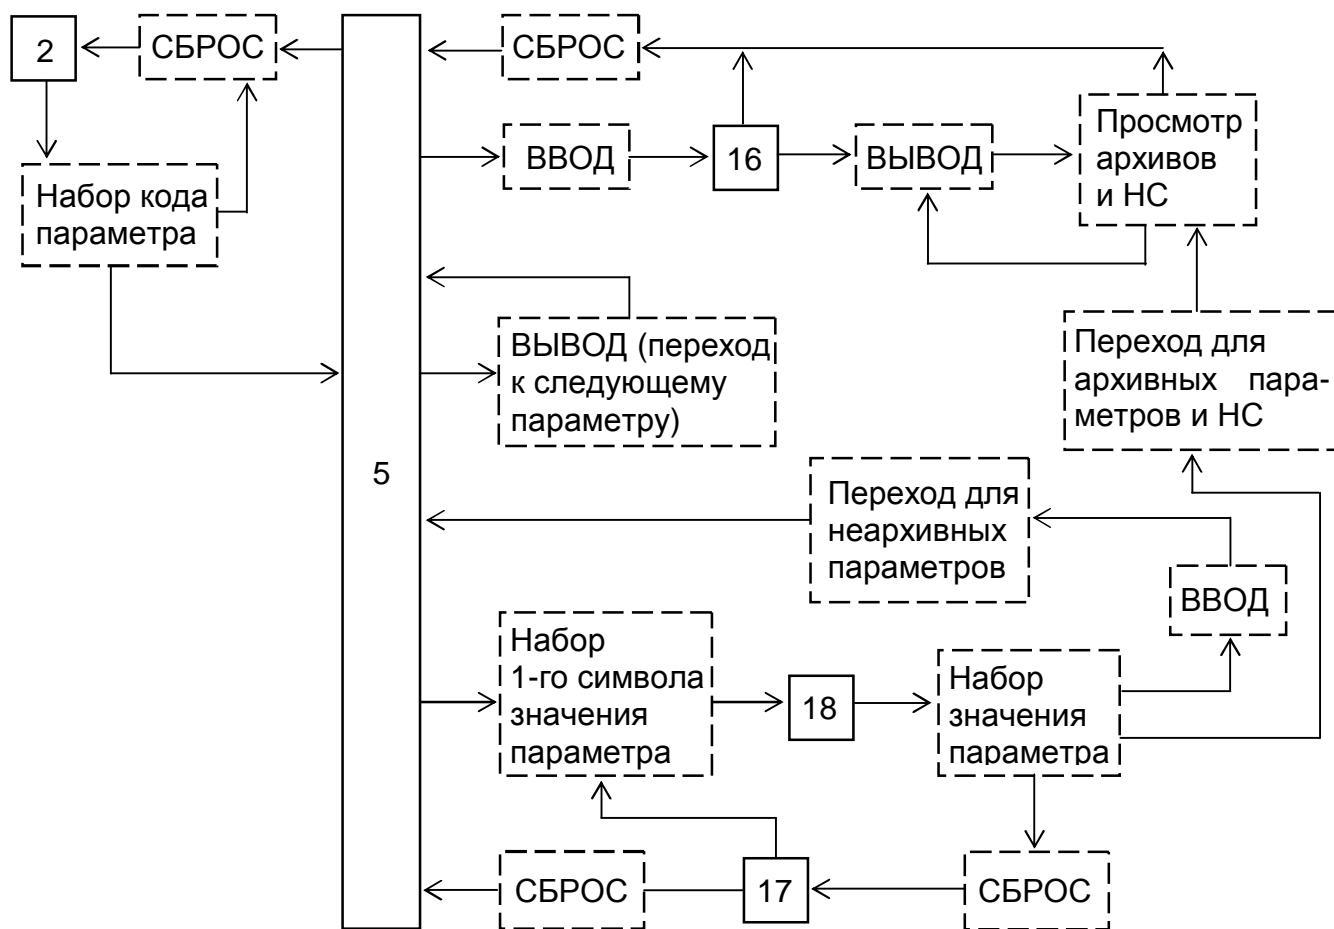 2
СБРОС
СБРОС
Просмотр
архивов
и НС
ВВОД
16
ВЫВОД
Набор кода
параметра
ВЫВОД (переход
к следующему
параметру)
Переход для
архивных пара-
метров и НС
5
Переход для
неархивных
параметров
ВВОД
Набор
1-го символа
значения
параметра
18
Набор
значения
параметра
СБРОС
17
СБРОС